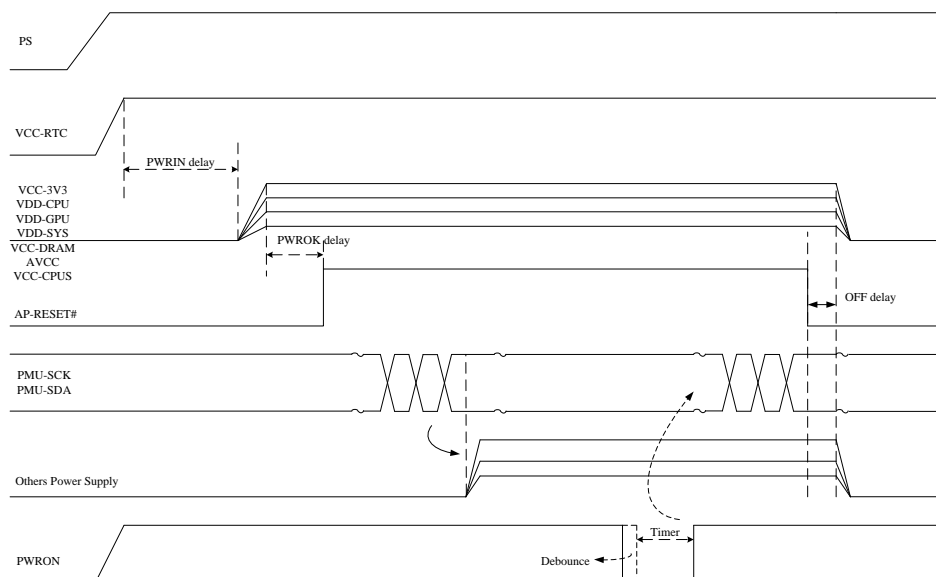 PS
VCC-RTC
PWRIN delay
VCC-3V3
VDD-CPU
VDD-GPU
VDD-SYS
VCC-DRAM
AVCC
VCC-CPUS
PWROK delay
OFF delay
AP-RESET#
PMU-SCK
PMU-SDA
Others Power Supply
Timer
PWRON
Debounce